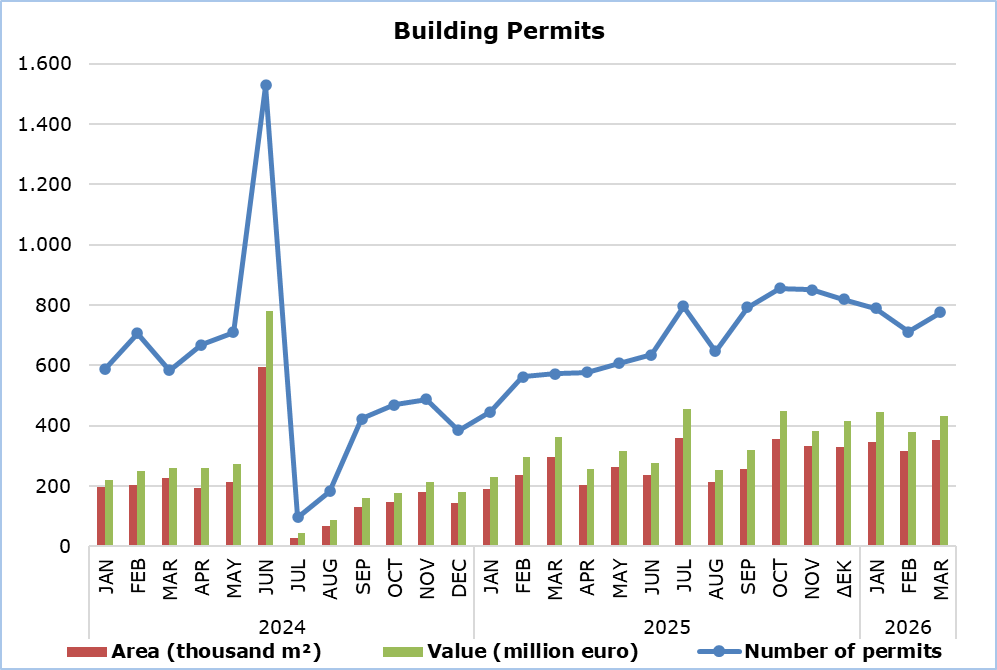 Building Permits
1.600
1.400
1.200
1.000
800
600
400
200
0
JAN FEB MAR APR MAY JUN JUL AUG SEP OCT NOV DEC JAN FEB MAR APR MAY JUN JUL AUG SEP OCT NOV ΔΕΚ JAN FEB MAR
2024 2025 2026
Area (thousand m²) Value (million euro) Number of permits